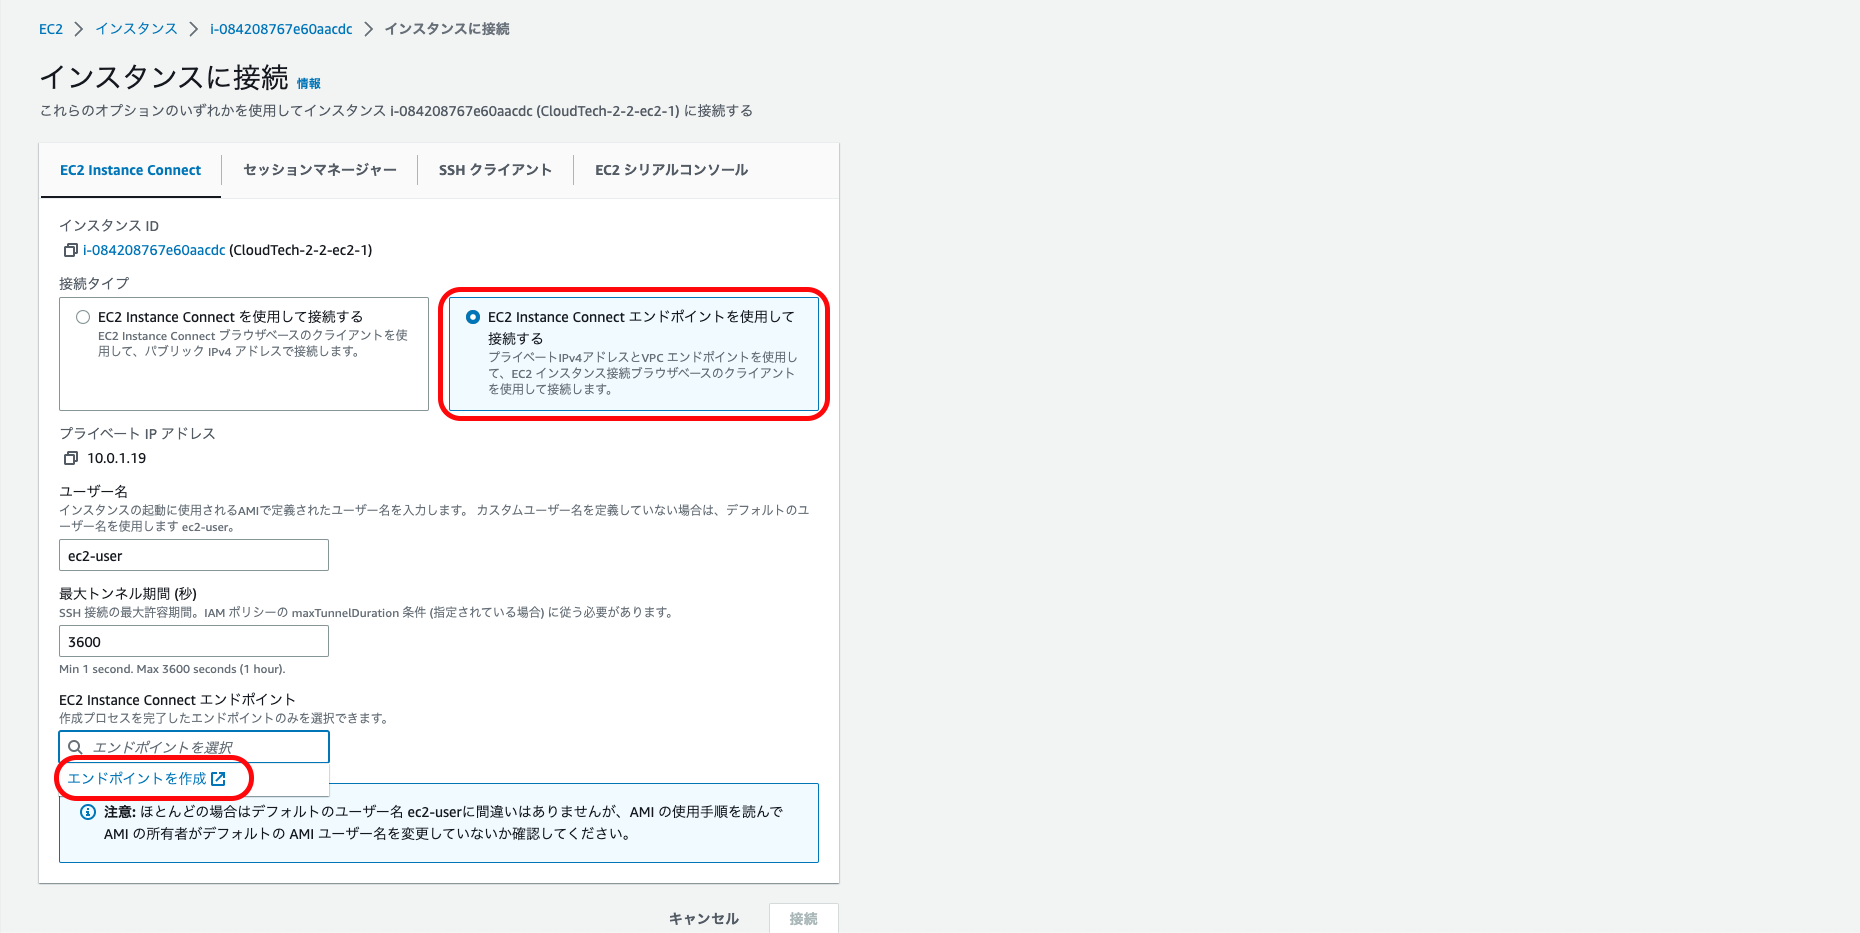 EC2 > インスタンス > i-084208767e60aacdc > インスタンスに接続
インスタンスに接続 情報
これらのオプションのいずれかを使用してインスタンス i-084208767e60aacdc (CloudTech-2-2-ec2-1) に接続する
EC2 Instance Connect セッションマネージャー SSH クライアント EC2 シリアルコンソール
インスタンス ID
i-084208767e60aacdc (CloudTech-2-2-ec2-1)
接続タイプ
EC2 Instance Connect を使用して接続する
EC2 Instance Connect ブラウザベースのクライアントを使
用して、パブリック IPv4 アドレスで接続します。
EC2 Instance Connect エンドポイントを使用して
接続する
プライベートIPv4アドレスとVPC エンドポイントを使用し
て、EC2 インスタンス接続ブラウザベースのクライアント
を使用して接続します。
プライベート IP アドレス
10.0.1.19
ユーザー名
インスタンスの起動に使用されるAMIで定義されたユーザー名を入力します。 カスタムユーザー名を定義していない場合は、デフォルトのユ
ーザー名を使用します ec2-user。
ec2-user
最大トンネル期間 (秒)
SSH 接続の最大許容期間。IAM ポリシーの maxTunnelDuration 条件 (指定されている場合) に従う必要があります。
3600
Min 1 second. Max 3600 seconds (1 hour).
EC2 Instance Connect エンドポイント
作成プロセスを完了したエンドポイントのみを選択できます。
エンドポイントを選択
エンドポイントを作成
注意: ほとんどの場合はデフォルトのユーザー名 ec2-userに間違いはありませんが、AMI の使用手順を読んで
AMI の所有者がデフォルトの AMI ユーザー名を変更していないか確認してください。
キャンセル 接続